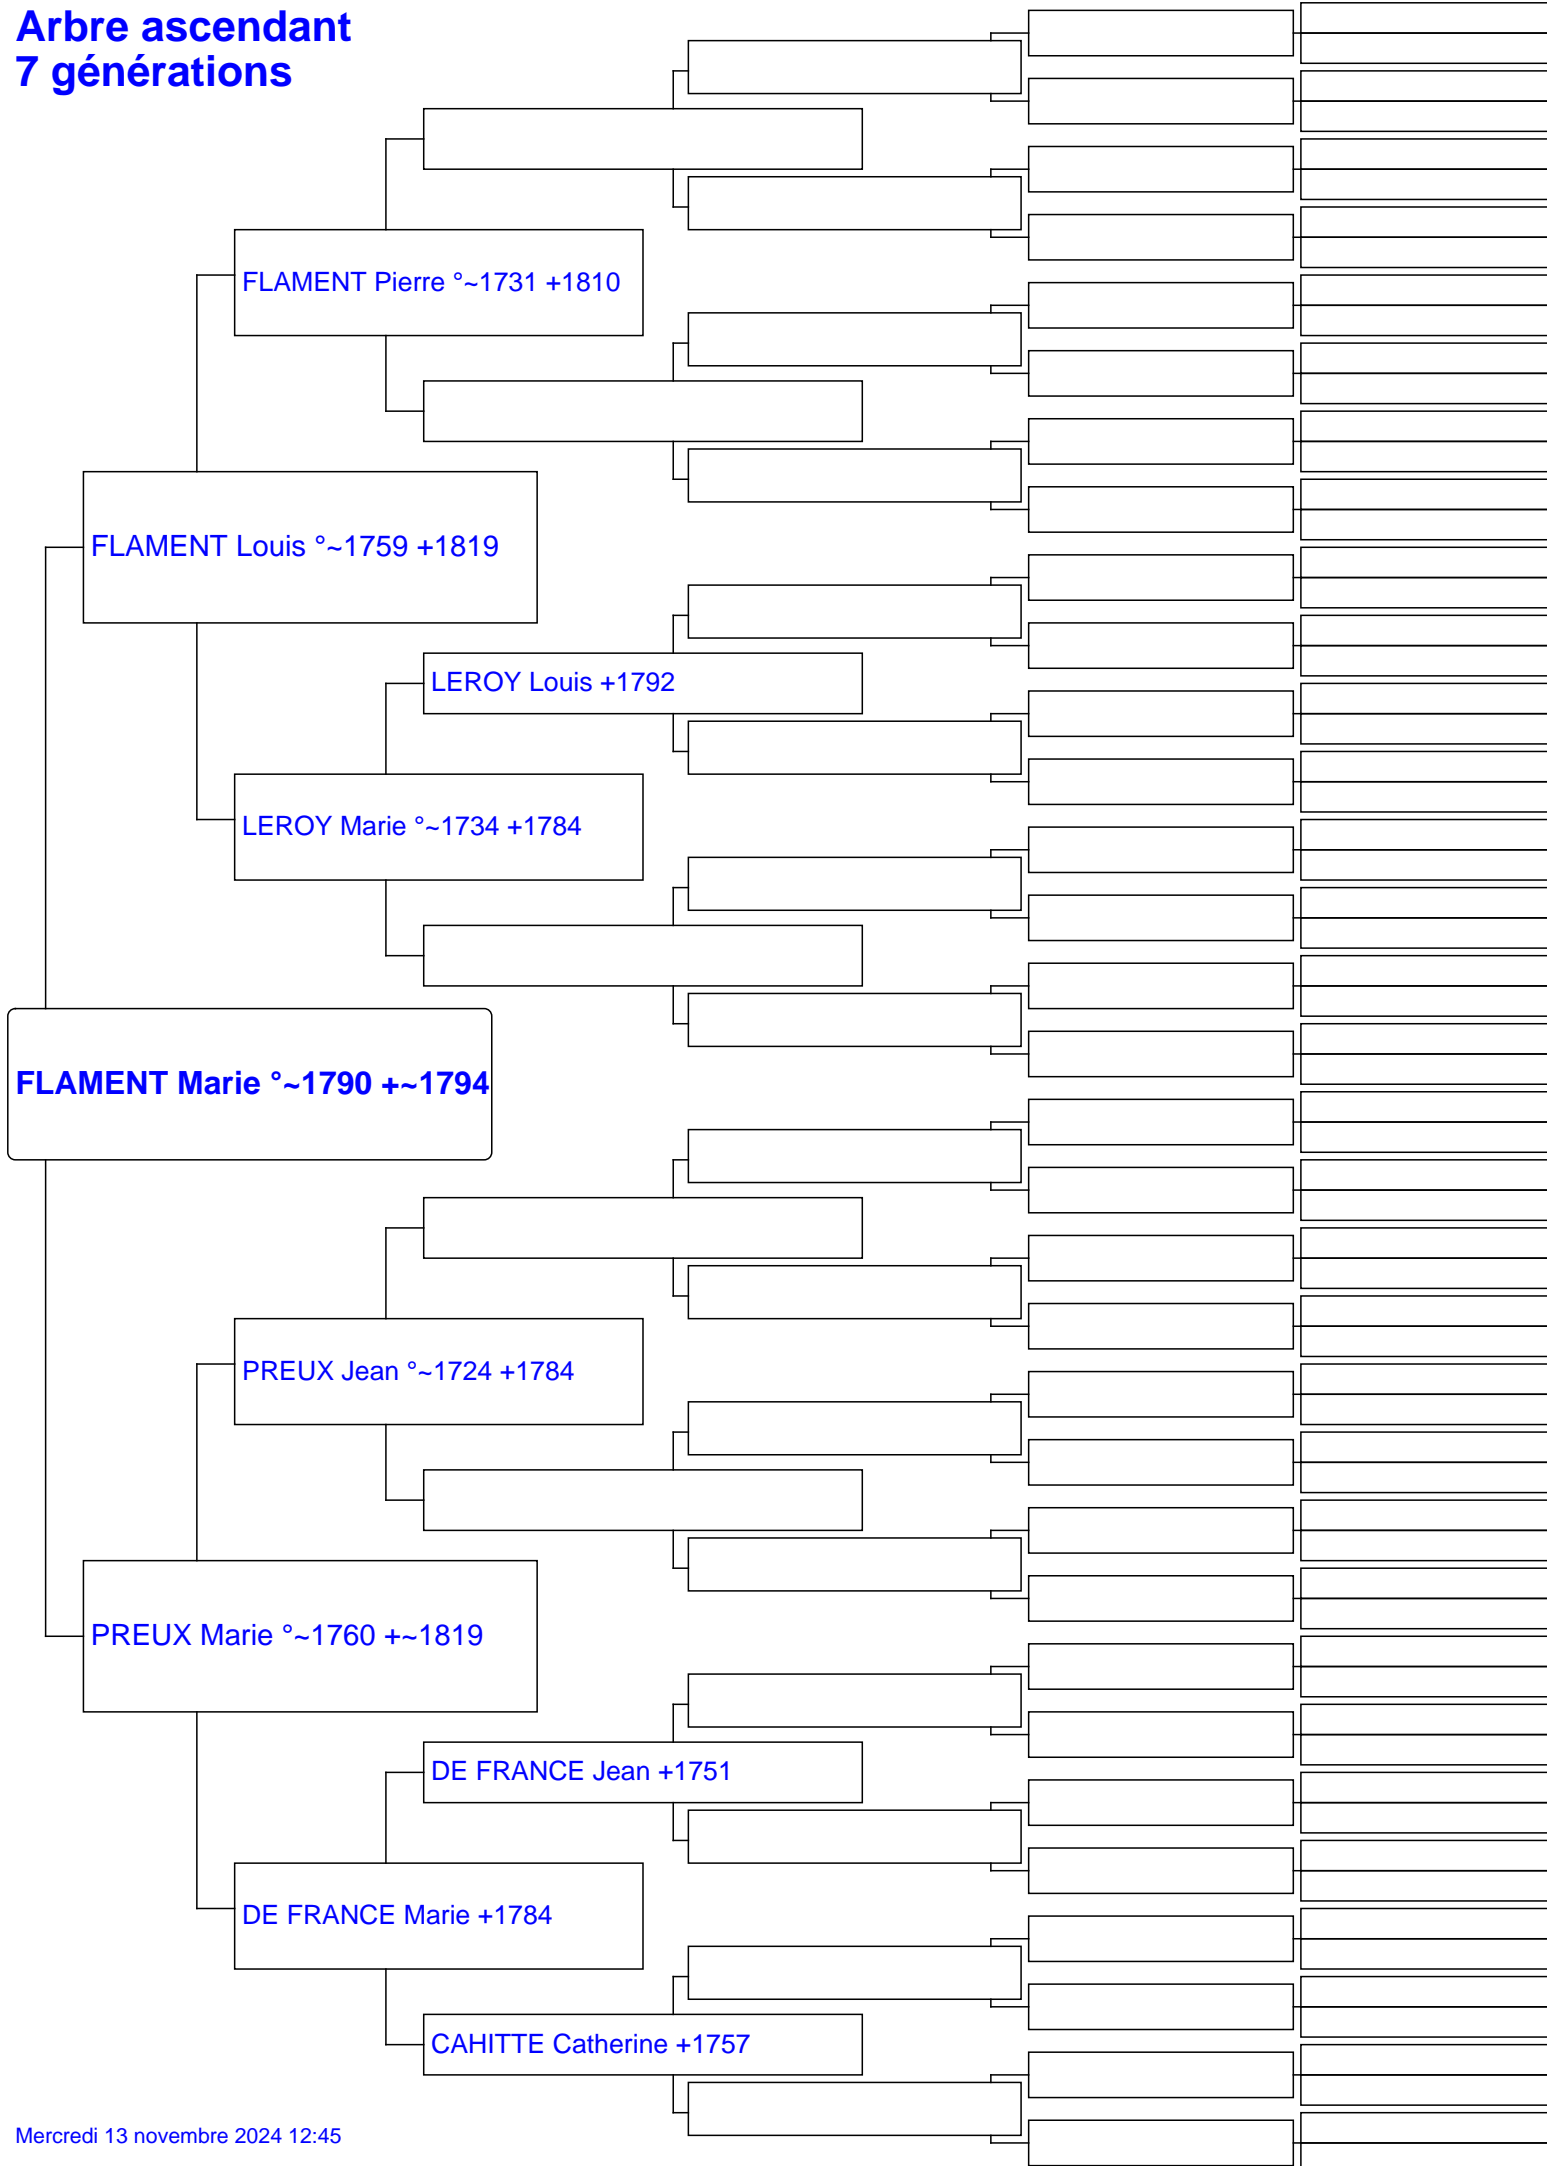 Arbre ascendant
7 générations
FLAMENT Pierre °~1731 +1810
FLAMENT Louis °~1759 +1819
LEROY Louis +1792
LEROY Marie °~1734 +1784
FLAMENT Marie °~1790 +~1794
PREUX Jean °~1724 +1784
PREUX Marie °~1760 +~1819
DE FRANCE Jean +1751
DE FRANCE Marie +1784
CAHITTE Catherine +1757
Mercredi 13 novembre 2024 12:45